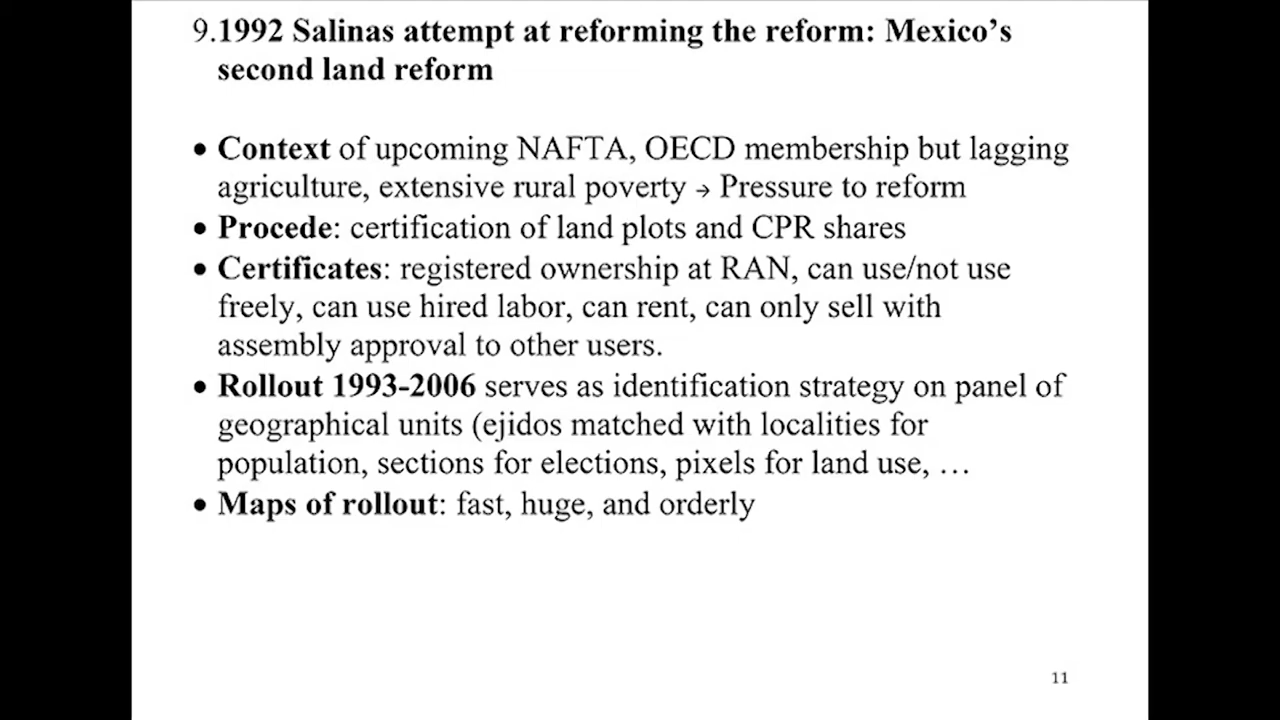 9.1992 Salinas attempt at reforming the reform: Mexico's
second land reform
• Context of upcoming NAFTA, OECD membership but lagging
agriculture, extensive rural poverty → Pressure to reform
• Procede: certification of land plots and CPR shares
• Certificates: registered ownership at RAN, can use/not use
freely, can use hired labor, can rent, can only sell with
assembly approval to other users.
• Rollout 1993-2006 serves as identification strategy on panel of
geographical units (ejidos matched with localities for
population, sections for elections, pixels for land use, …
• Maps of rollout: fast, huge, and orderly
11